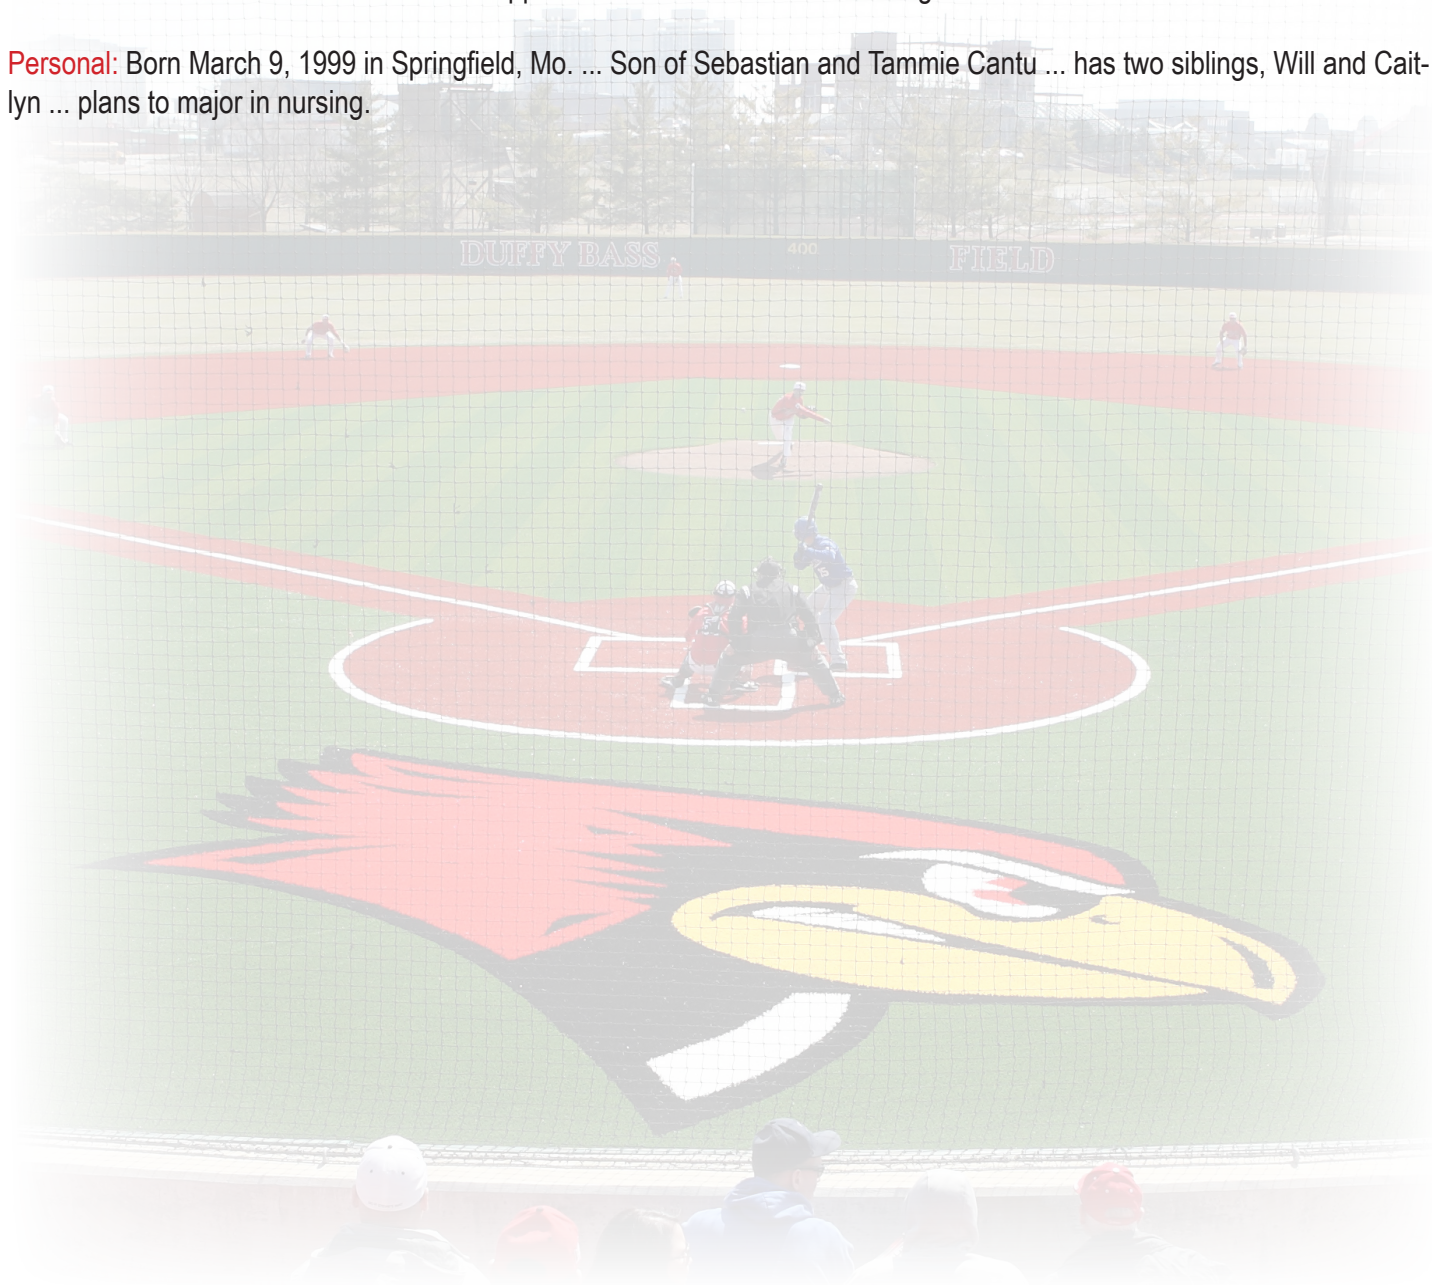 Personal: Born March 9, 1999 in Springfield, Mo. ... Son of Sebastian and Tammie Cantu ... has two siblings, Will and Cait-
lyn ... plans to major in nursing.
DUFFY BASS 400 FIELD